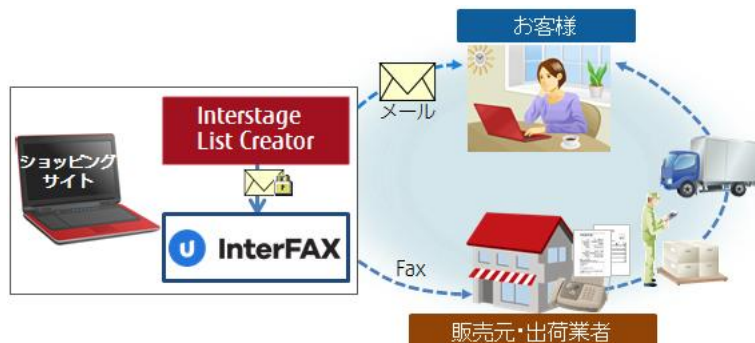 お客様
Interstage
List Creator
メール
ショッピング
サイト
u InterFAX
Fax
販売元・出荷業者